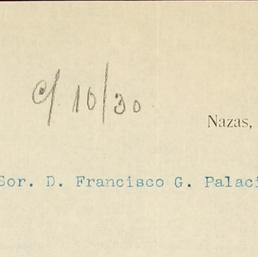 c/. 10/30
Nazas,
Sor. D. Francisco G. Palaci